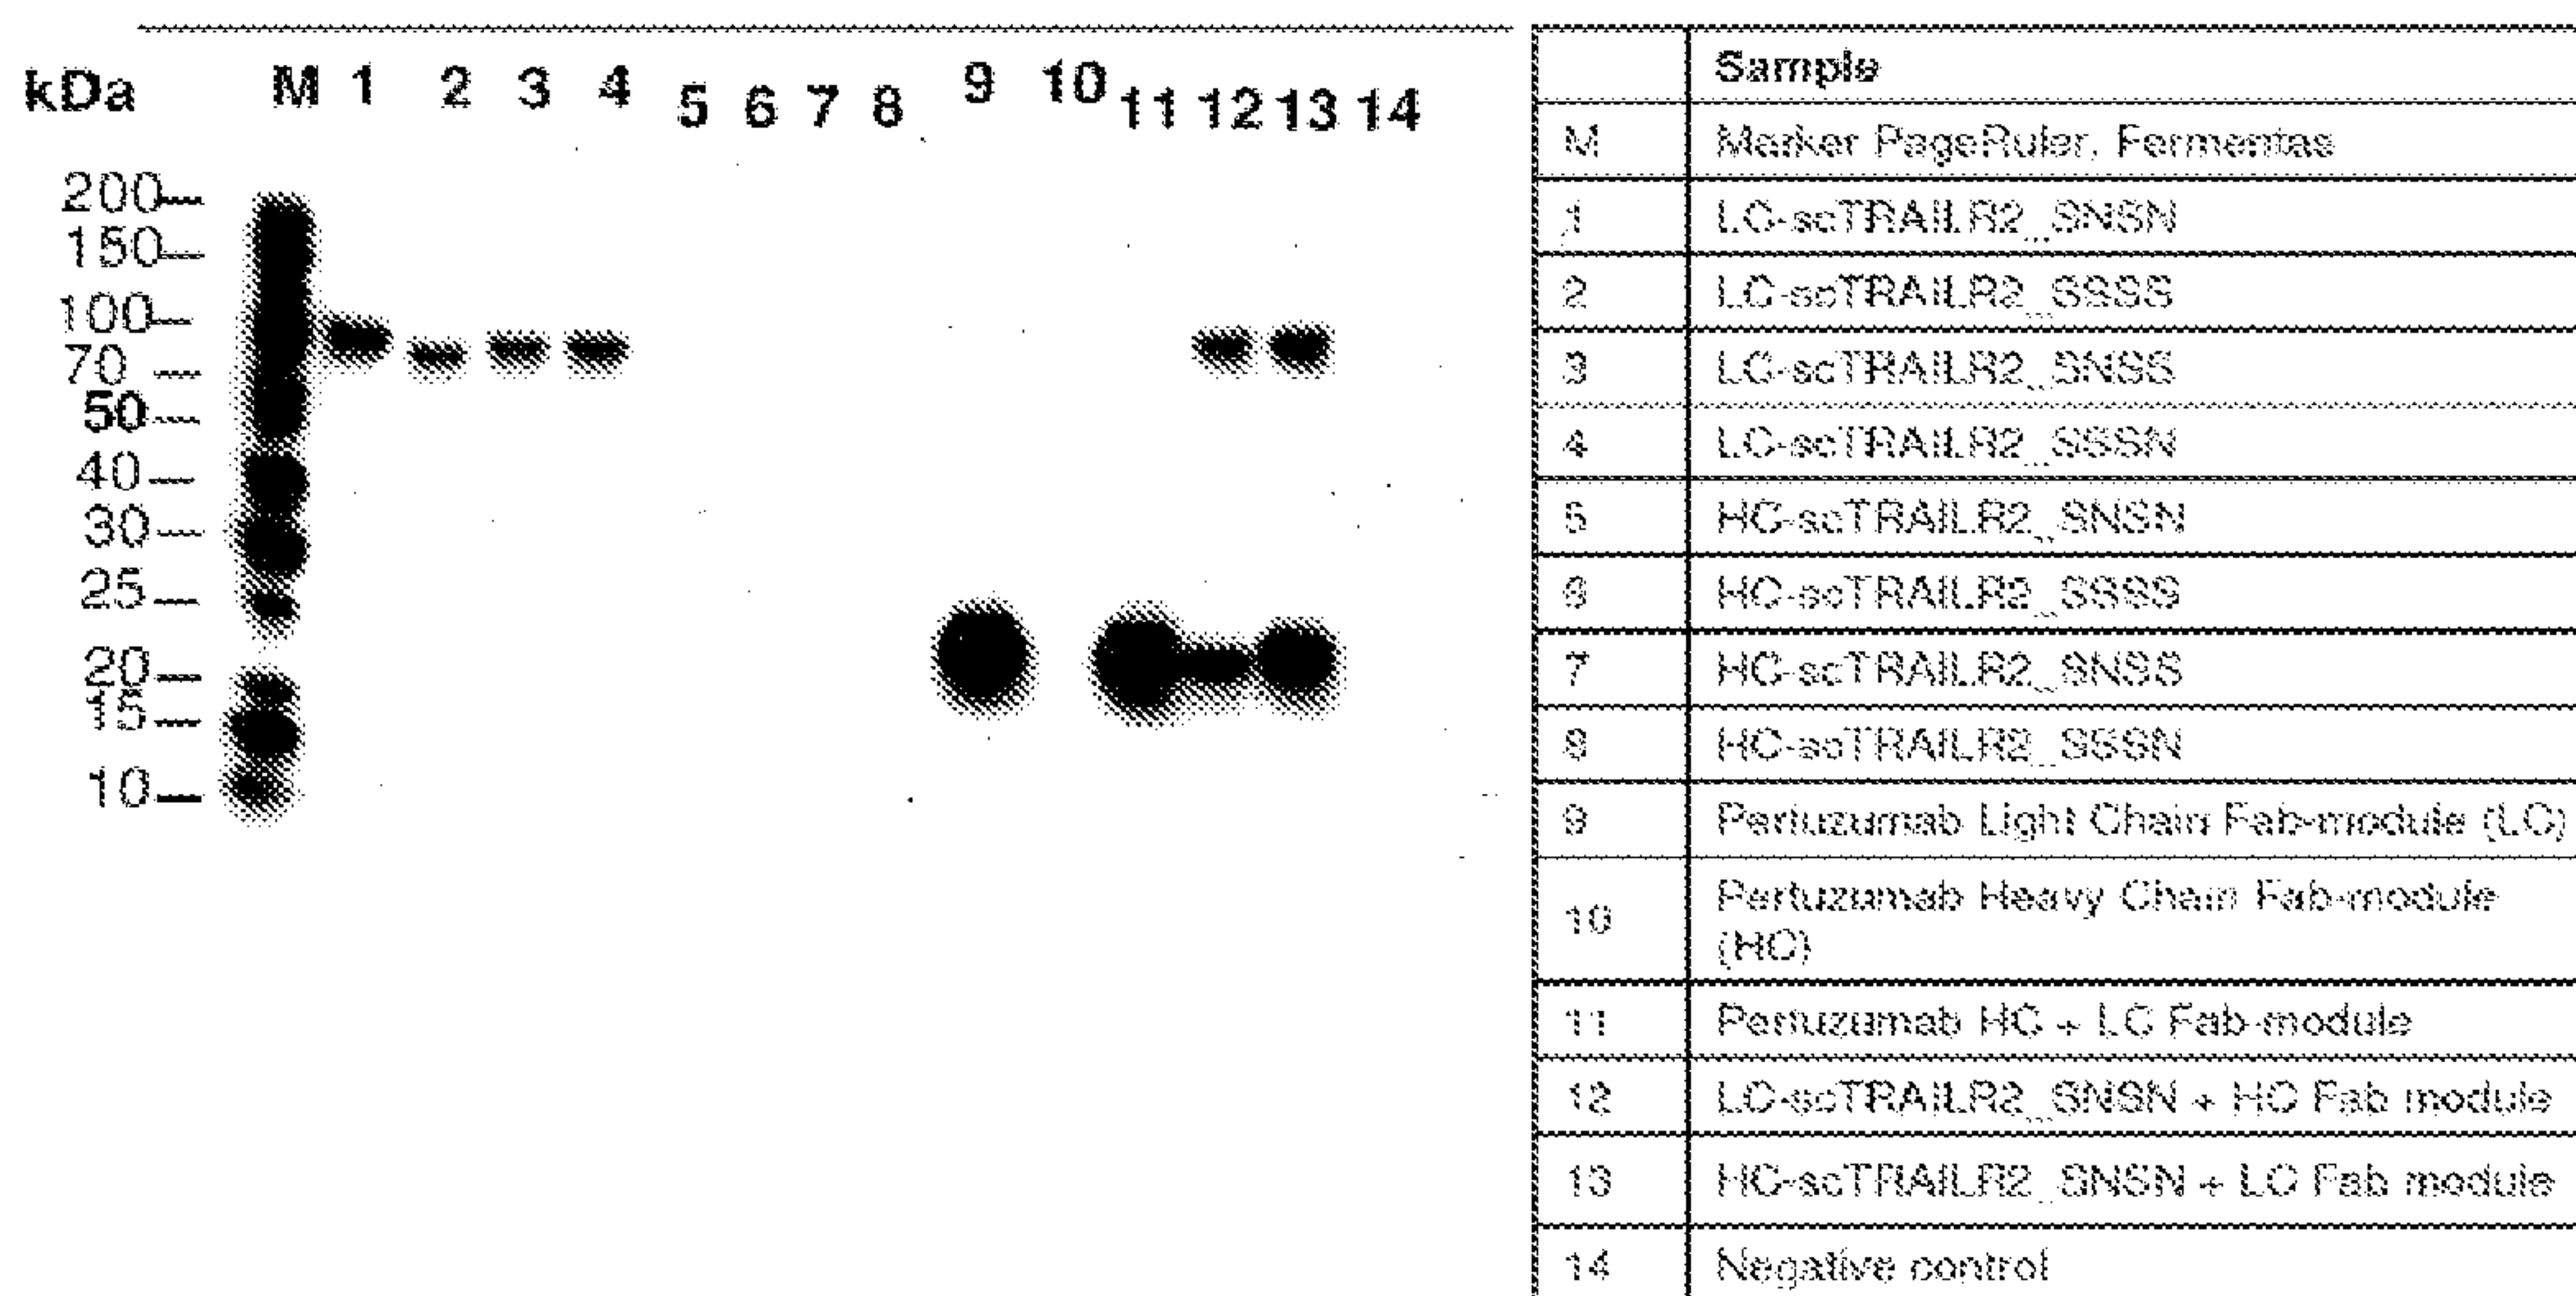 kDa M 1 2 3 4 5 6 7 8 9 10 11 12 13 14
200
150
100
70
50
40
30
25
20
15
10
Sample
M Marker PageRuler, Fermentas
1 LC-scTRAILR2_SNSN
2 LC-scTRAILR2_SSSS
3 LC-scTRAILR2_SNSS
4 LC-scTRAILR2_SSSN
5 HC-scTRAILR2_SNSN
6 HC-scTRAILR2_SSSS
7 HC-scTRAILR2_SNSS
8 HC-scTRAILR2_SSSN
9 Pertuzumab Light Chain Fab-module (LC)
10 Pertuzumab Heavy Chain Fab-module
(HC)
11 Pertuzumab HC + LC Fab-module
12 LC-scTRAILR2_SNSN + HC Fab module
13 HC-scTRAILR2_SNSN + LC Fab module
14 Negative control